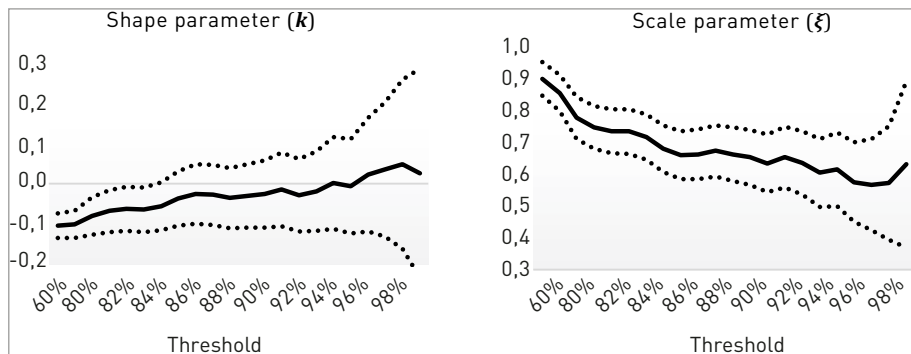 Shape parameter (k)
0,3
0,2
0,1
0,0
-0,1
-0,2
60% 80% 82% 84% 86% 88% 90% 92% 94% 96% 98%
Threshold
Scale parameter (ξ)
1,0
0,9
0,8
0,7
0,6
0,5
0,4
0,3
60% 80% 82% 84% 86% 88% 90% 92% 94% 96% 98%
Threshold